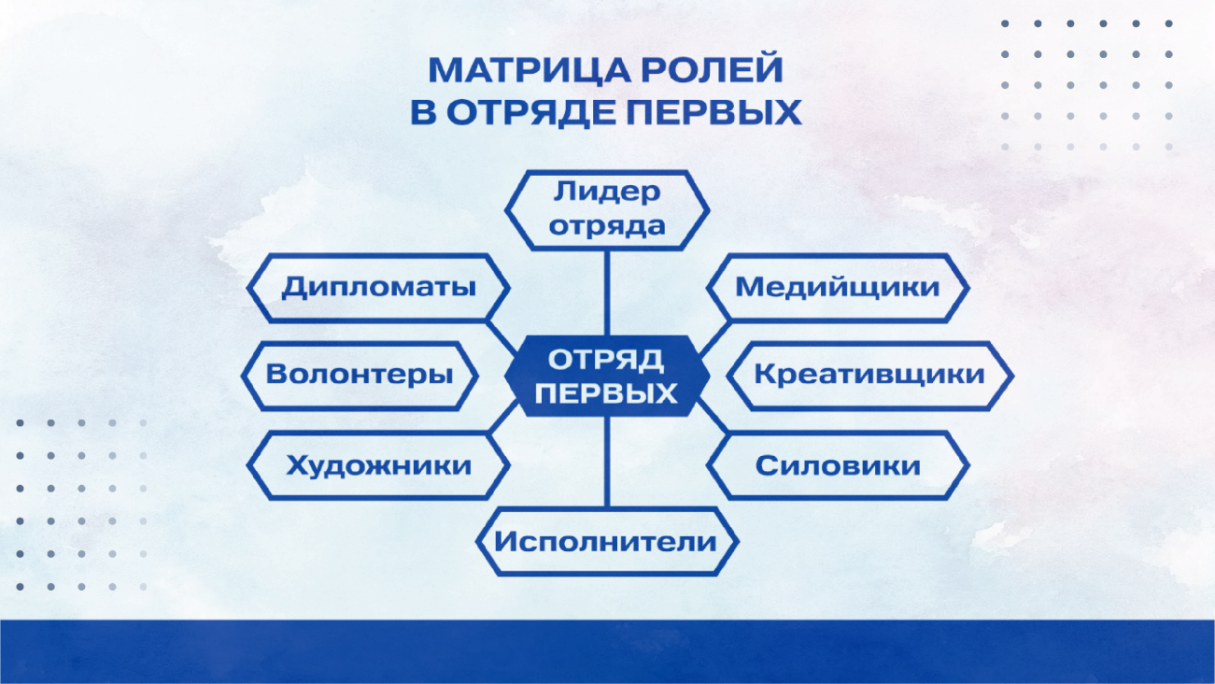 МАТРИЦА РОЛЕЙ
В ОТРЯДЕ ПЕРВЫХ
Лидер
отряда
Дипломаты
Медийщики
ОТРЯД
ПЕРВЫХ
Волонтеры
Креативщики
Художники
Силовики
Исполнители